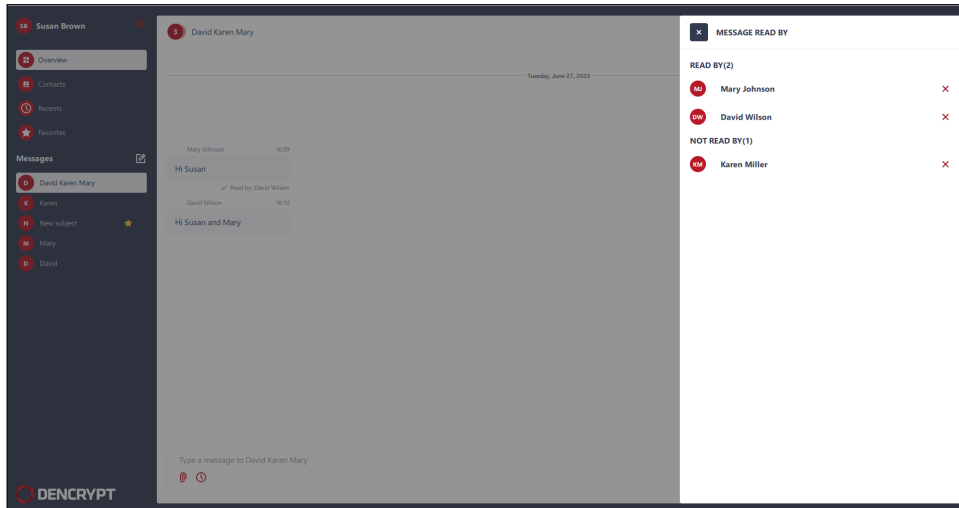 SB Susan Brown
Overview
Contacts
Recents
Favorites
Messages
D David Karen Mary
K Karen
N New subject
M Mary
D David
DENCRYPT
3 David Karen Mary
Tuesday, June 27, 2023
Mary Johnson 16:09
Hi Susan
Read by: David Wilson
David Wilson 16:10
Hi Susan and Mary
Type a message to David Karen Mary
× MESSAGE READ BY
READ BY(2)
MJ Mary Johnson ×
DW David Wilson ×
NOT READ BY(1)
KM Karen Miller ×